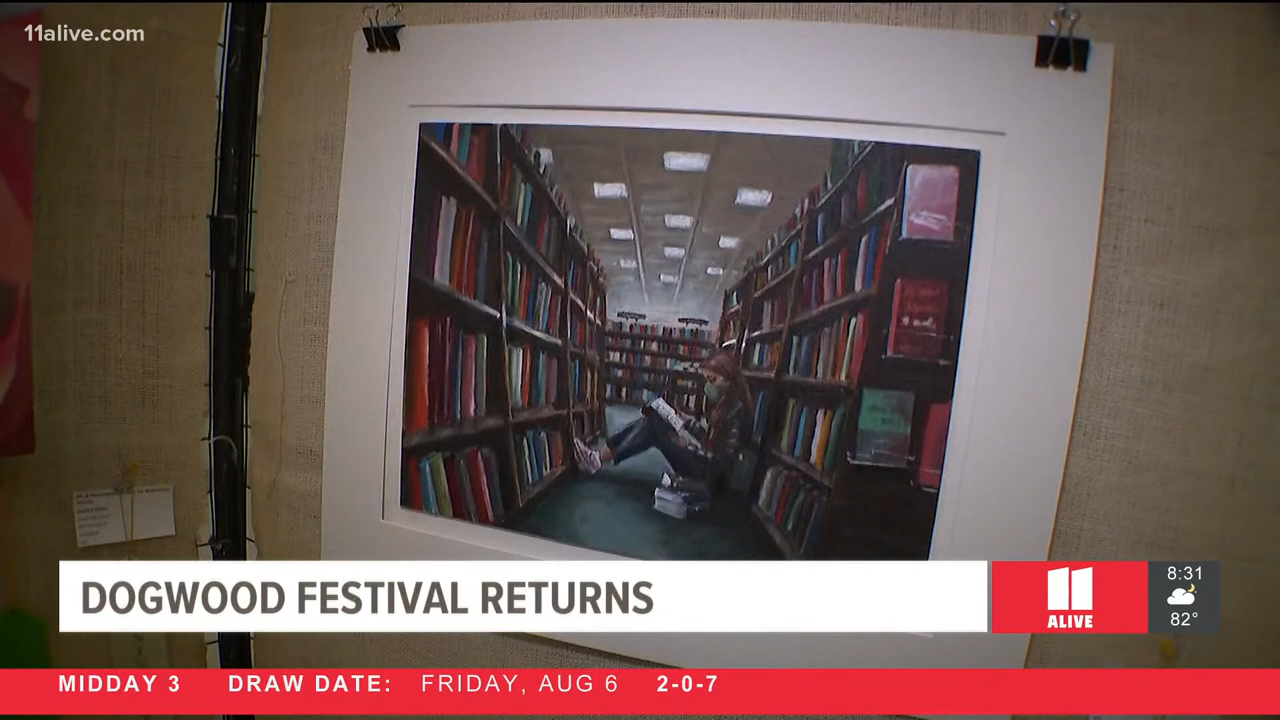 11alive.com
DOGWOOD FESTIVAL RETURNS
11
ALIVE
8:31
82°
MIDDAY 3 DRAW DATE: FRIDAY, AUG 6 2-0-7